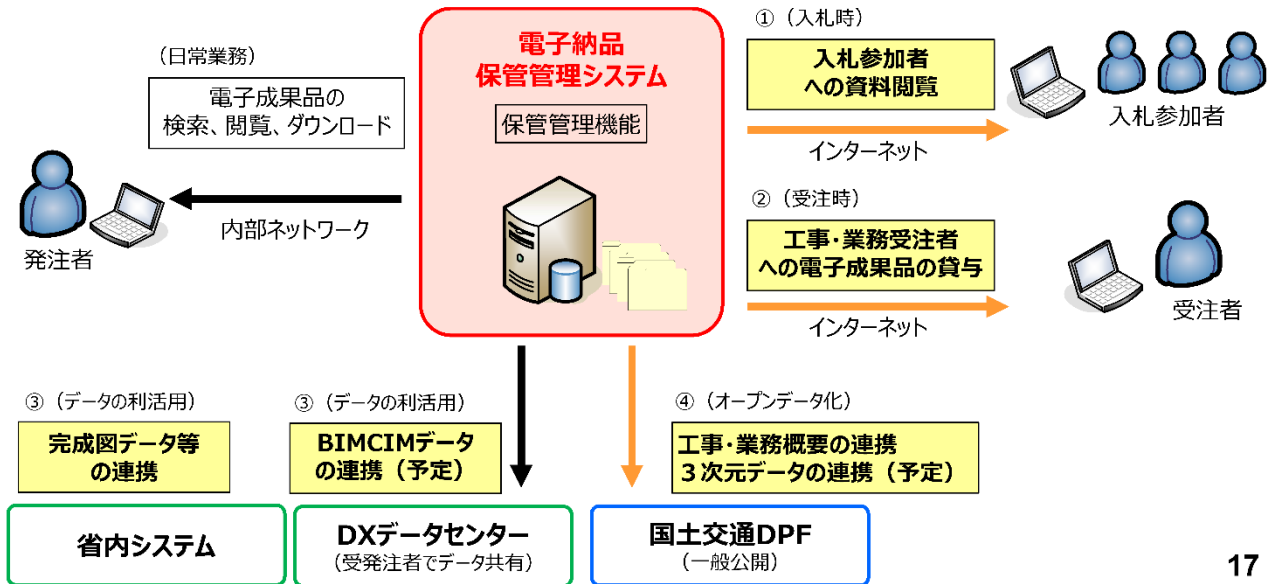 (日常業務)
電子成果品の
検索、閲覧、ダウンロード
内部ネットワーク
発注者
電子納品
保管管理システム
保管管理機能
① (入札時)
入札参加者
への資料閲覧
インターネット
入札参加者
② (受注時)
工事・業務受注者
への電子成果品の貸与
インターネット
受注者
③ (データの利活用)
完成図データ等
の連携
省内システム
③ (データの利活用)
BIMCIMデータ
の連携(予定)
DXデータセンター
(受発注者でデータ共有)
④ (オープンデータ化)
工事・業務概要の連携
3次元データの連携(予定)
国土交通DPF
(一般公開)
17